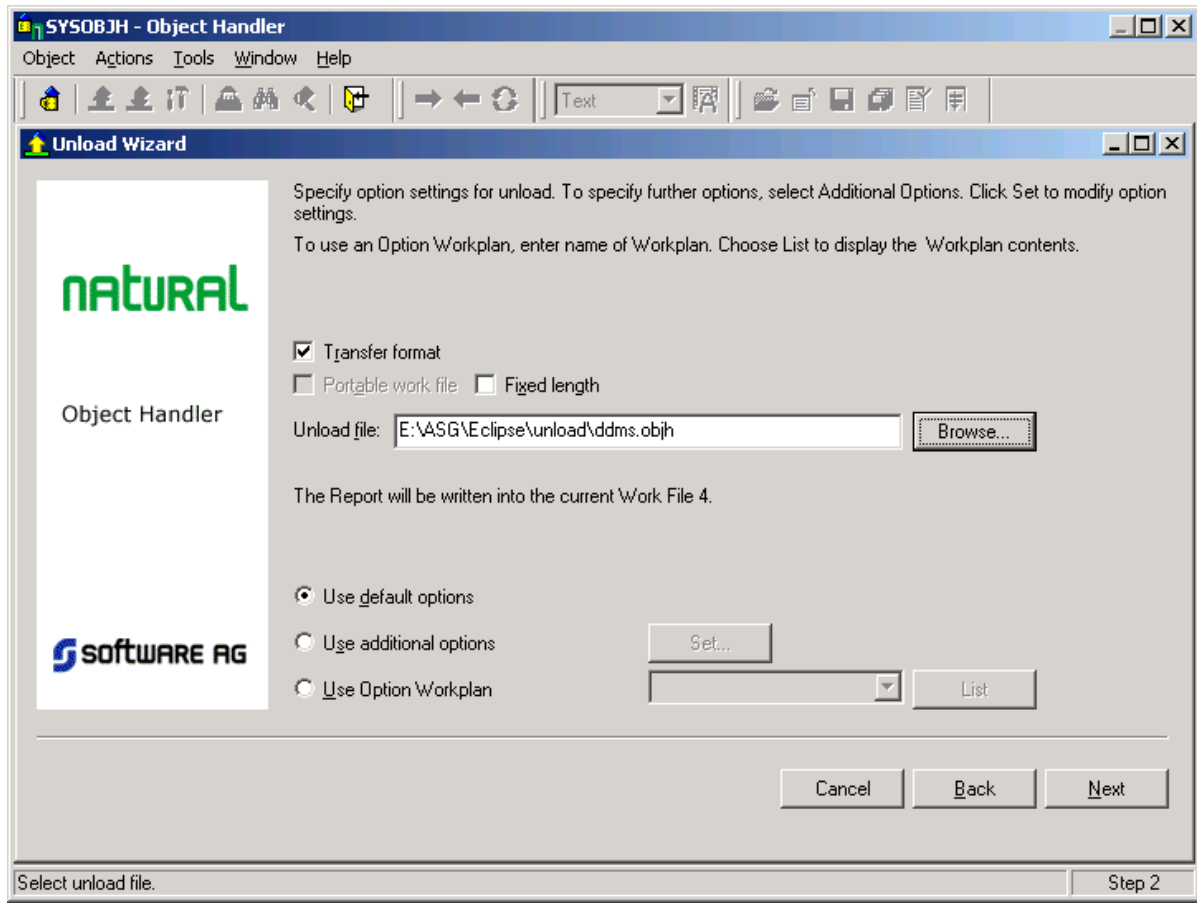 SYSOBJH - Object Handler
Object Actions Tools Window Help
Text
Unload Wizard
Specify option settings for unload. To specify further options, select Additional Options. Click Set to modify option
settings.
To use an Option Workplan, enter name of Workplan. Choose List to display the Workplan contents.
natural
Transfer format
Portable work file Fixed length
Object Handler
Unload file: E:\ASG\Eclipse\unload\ddms.objh Browse...
The Report will be written into the current Work File 4.
Use default options
Use additional options Set...
software AG
Use Option Workplan List
Cancel Back Next
Select unload file. Step 2